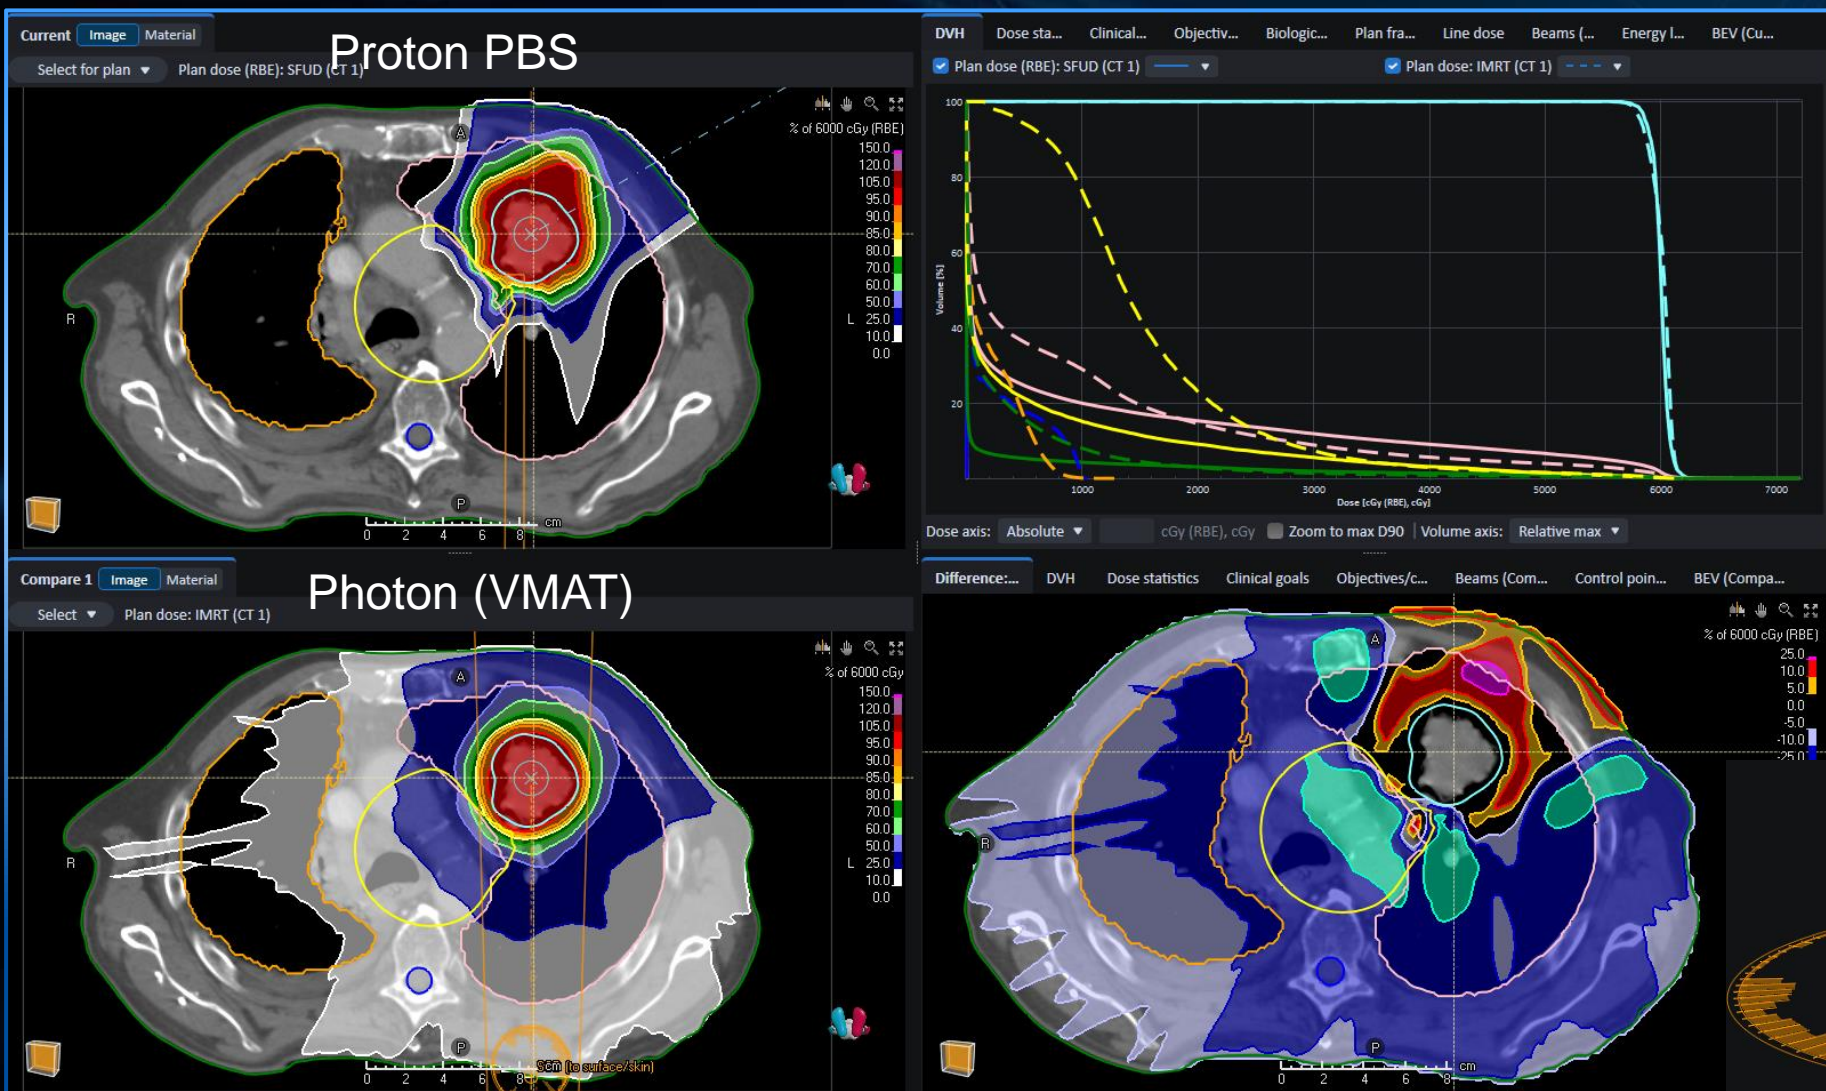 Current Image Material
Proton PBS
Select for plan Plan dose (RBE): SFUD (CT 1)
% of 6000 cGy (RBE)
150.0
120.0
105.0
95.0
90.0
85.0
80.0
70.0
60.0
50.0
25.0
10.0
0.0
A
R
L
P
cm
0 2 4 6 8
DVH Dose sta... Clinical... Objectiv... Biologic... Plan fra... Line dose Beams (... Energy l... BEV (Cu...
Plan dose (RBE): SFUD (CT 1) Plan dose: IMRT (CT 1)
100
80
60
40
20
Volume [%]
1000 2000 3000 4000 5000 6000 7000
Dose [cGy (RBE), cGy]
Dose axis: Absolute cGy (RBE), cGy Zoom to max D90 Volume axis: Relative max
Compare 1 Image Material
Photon (VMAT)
Select Plan dose: IMRT (CT 1)
% of 6000 cGy
150.0
120.0
105.0
95.0
90.0
85.0
80.0
70.0
60.0
50.0
25.0
10.0
0.0
A
R
L
P
(to surface/skin)
0 2 4 6 8
Difference:... DVH Dose statistics Clinical goals Objectives/c... Beams (Com... Control poin... BEV (Compa...
% of 6000 cGy (RBE)
25.0
10.0
5.0
0.0
-5.0
-10.0
-25.0
A
R
P
cm
0 2 4 6 8